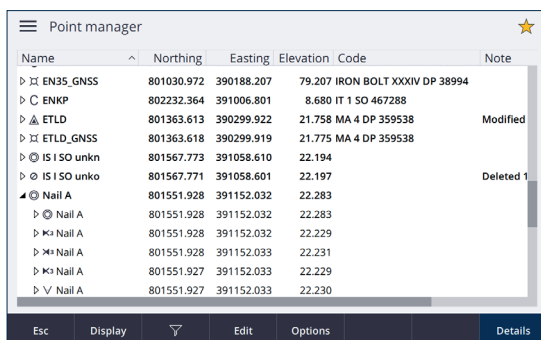 Point manager
Name Northing Easting Elevation Code Note
EN35_GNSS 801030.972 390188.207 79.207 IRON BOLT XXXIV DP 38994
ENKP 802232.364 391006.801 8.680 IT 1 SO 467288
ETLD 801363.613 390299.922 21.758 MA 4 DP 359538 Modified
ETLD_GNSS 801363.618 390299.919 21.775 MA 4 DP 359538
IS I SO unkn 801567.773 391058.610 22.194
IS I SO unko 801567.771 391058.601 22.197 Deleted 1
Nail A 801551.928 391152.032 22.283
Nail A 801551.928 391152.032 22.283
Nail A 801551.928 391152.032 22.229
Nail A 801551.928 391152.033 22.231
Nail A 801551.927 391152.033 22.229
Nail A 801551.927 391152.033 22.230
Esc Display Edit Options Details